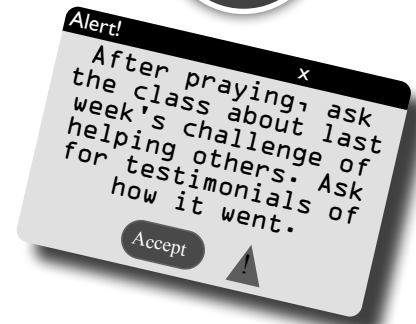 Alert!
x
After praying, ask
the class about last
week's challenge of
helping others. Ask
for testimonials of
how it went.
Accept
!